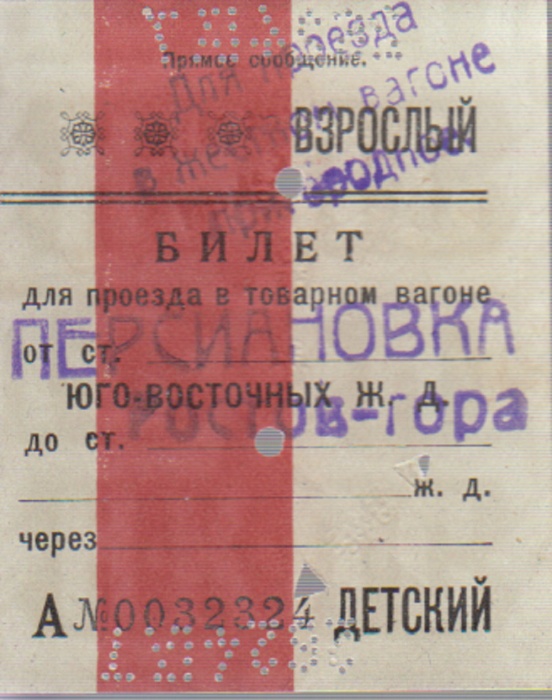 Прямое сообщение.
Для проезда
в жестком вагоне
пригородное.
ВЗРОСЛЫЙ
БИЛЕТ
для проезда в товарном вагоне
ПЕРСИАНОВКА
от ст.
ЮГО-ВОСТОЧНЫХ Ж. Д.
Ростов-гора
до ст.
ж. д.
через
А №0032324 ДЕТСКИЙ